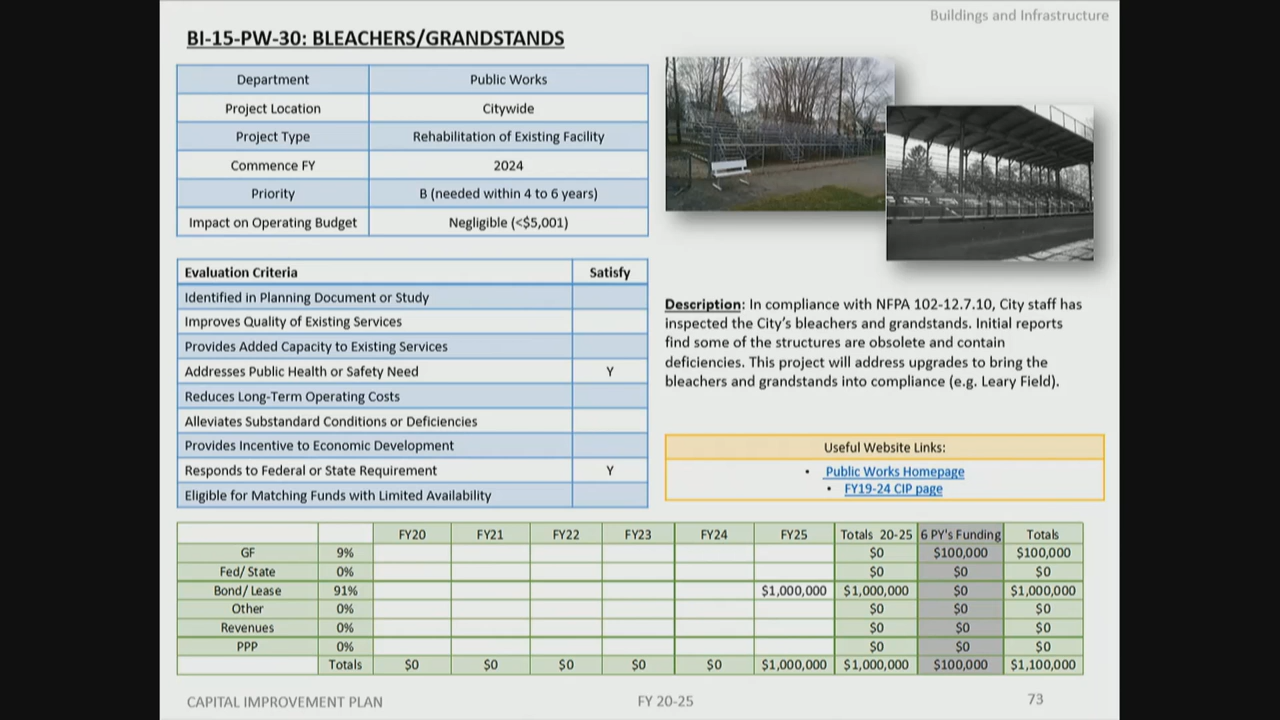 Buildings and Infrastructure
BI-15-PW-30: BLEACHERS/GRANDSTANDS
Department Public Works
Project Location Citywide
Project Type Rehabilitation of Existing Facility
Commence FY 2024
Priority B (needed within 4 to 6 years)
Impact on Operating Budget Negligible (<$5,001)
Evaluation Criteria Satisfy
Identified in Planning Document or Study
Improves Quality of Existing Services
Provides Added Capacity to Existing Services
Addresses Public Health or Safety Need Y
Reduces Long-Term Operating Costs
Alleviates Substandard Conditions or Deficiencies
Provides Incentive to Economic Development
Responds to Federal or State Requirement Y
Eligible for Matching Funds with Limited Availability
Description: In compliance with NFPA 102-12.7.10, City staff has
inspected the City's bleachers and grandstands. Initial reports
find some of the structures are obsolete and contain
deficiencies. This project will address upgrades to bring the
bleachers and grandstands into compliance (e.g. Leary Field).
Useful Website Links:
• Public Works Homepage
• FY19-24 CIP page
FY20 FY21 FY22 FY23 FY24 FY25 Totals 20-25 6 PY's Funding Totals
GF 9% $0 $100,000 $100,000
Fed/ State 0% $0 $0 $0
Bond/ Lease 91% $1,000,000 $1,000,000 $0 $1,000,000
Other 0% $0 $0 $0
Revenues 0% $0 $0 $0
PPP 0% $0 $0 $0
Totals $0 $0 $0 $0 $0 $1,000,000 $1,000,000 $100,000 $1,100,000
CAPITAL IMPROVEMENT PLAN FY 20-25 73